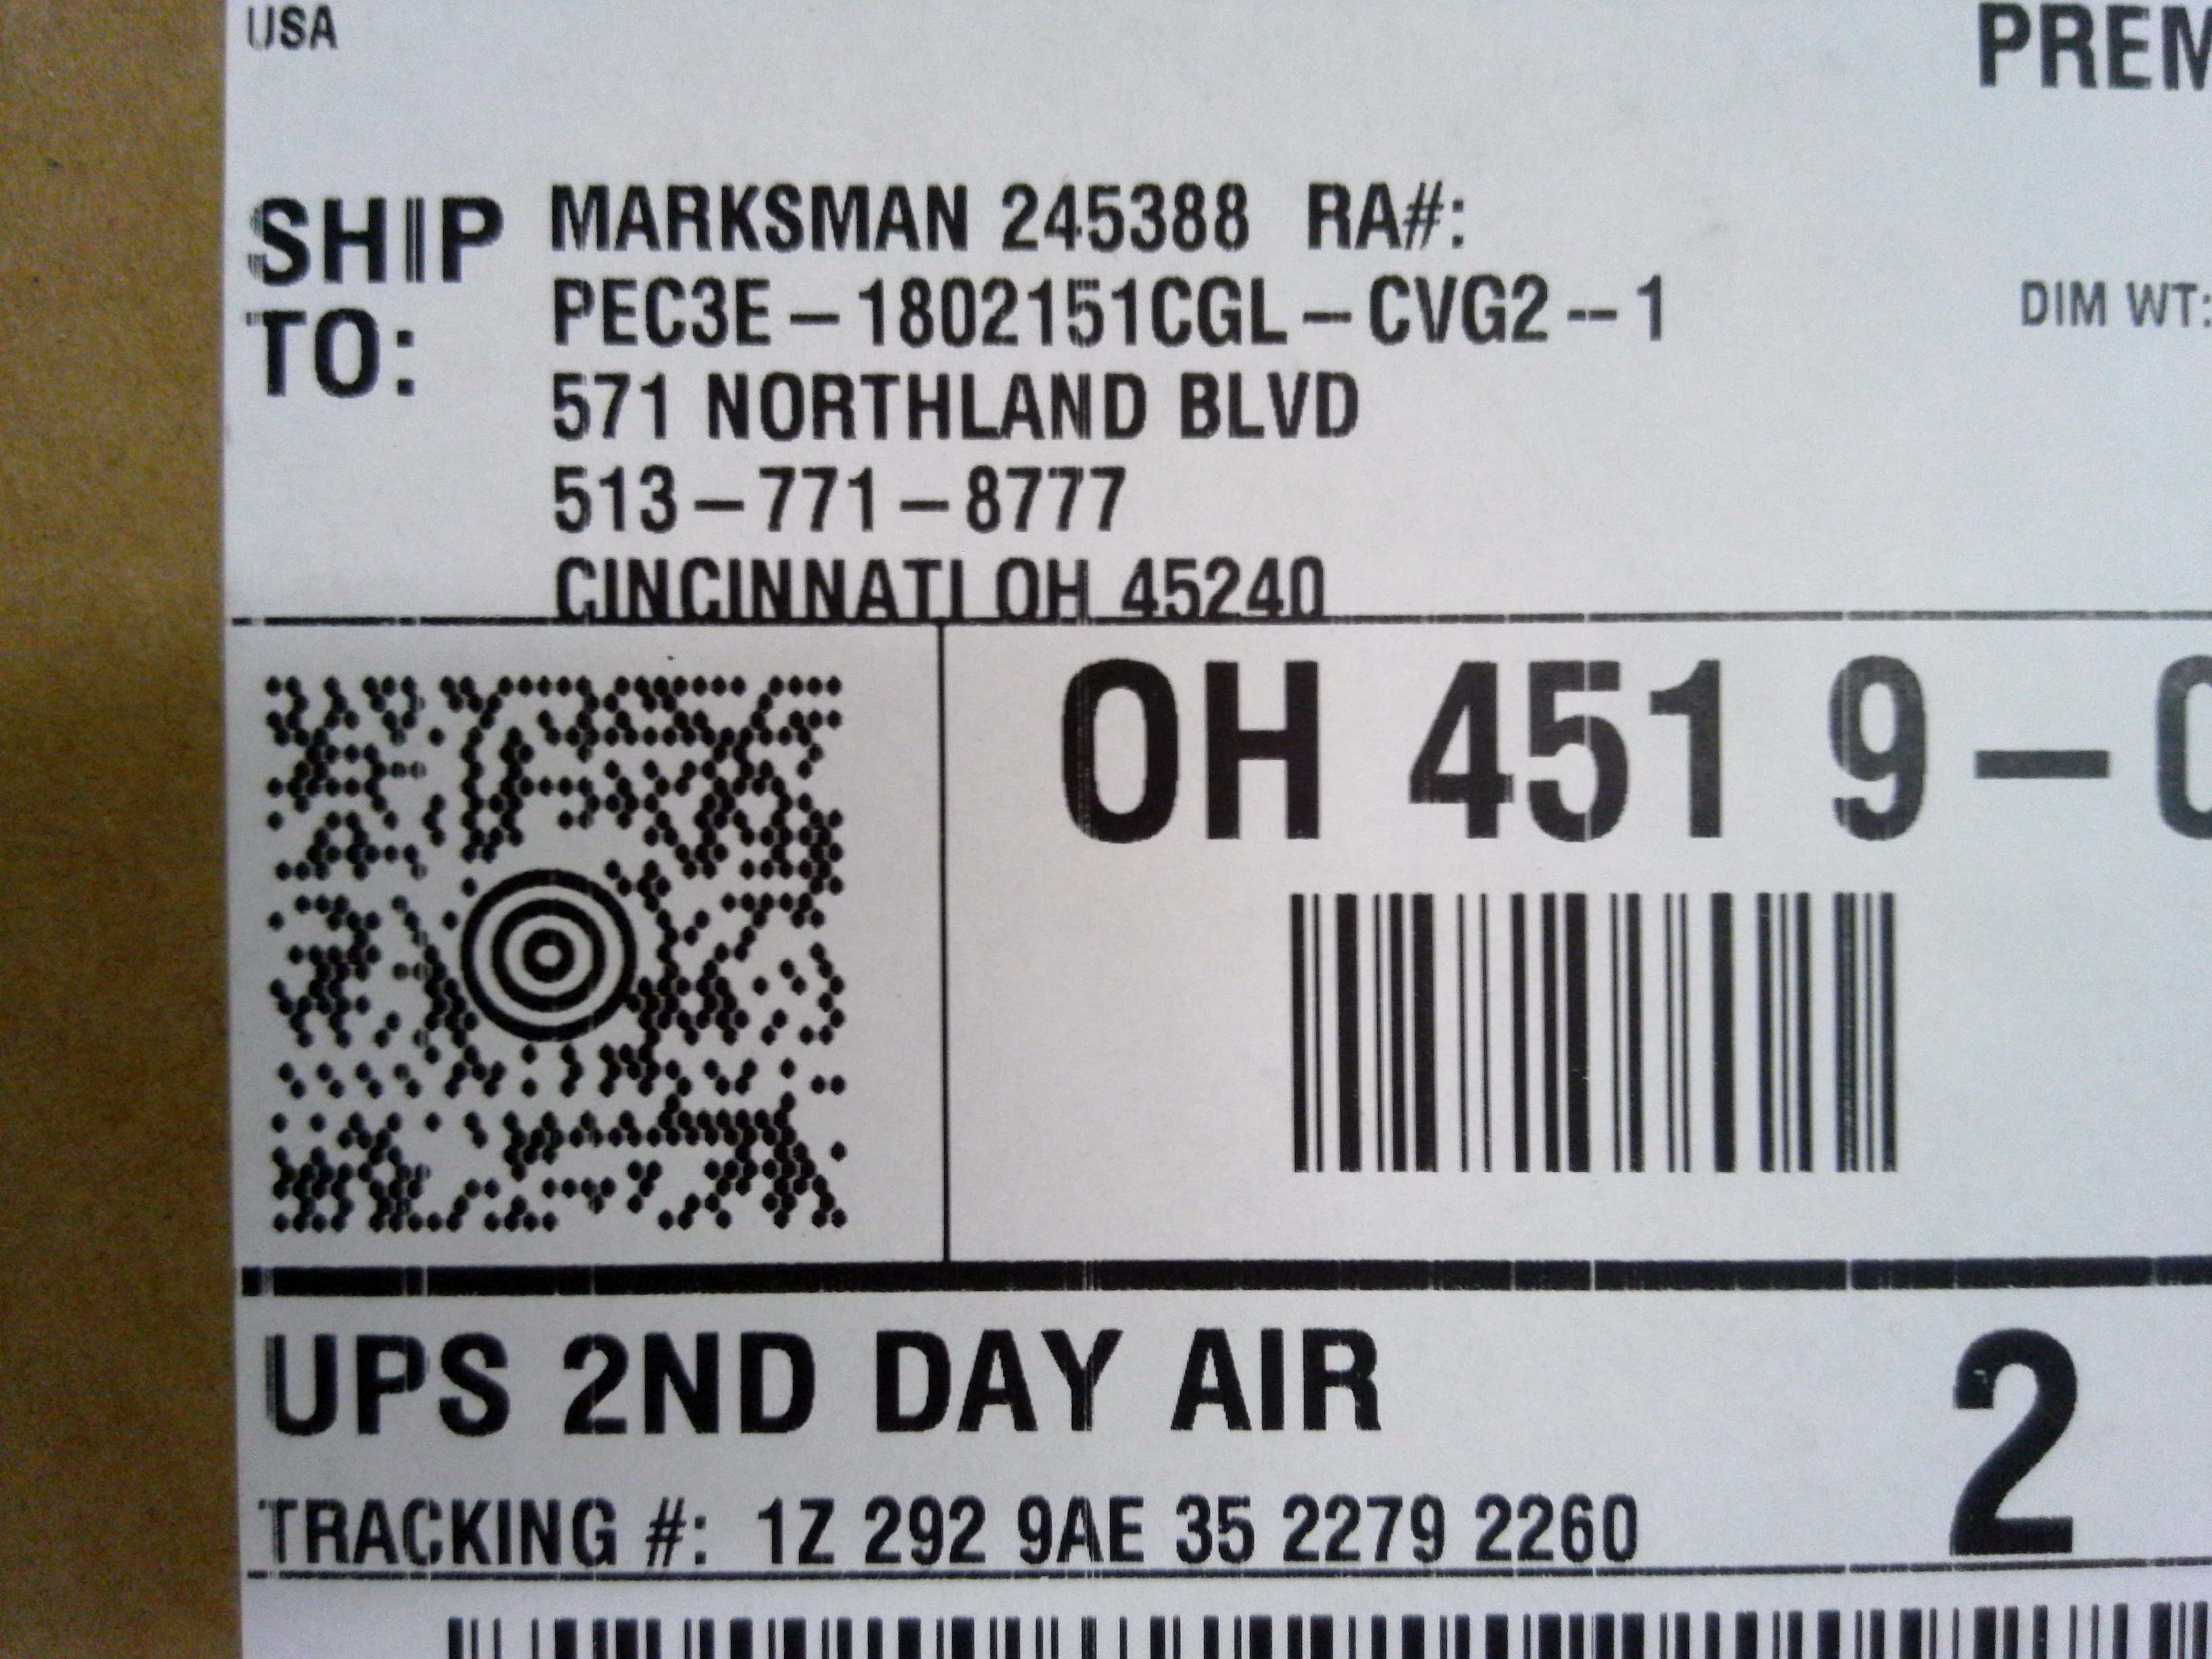 USA
PREM
SHIP TO:
MARKSMAN 245388 RA#:
PEC3E – 1802151CGL – CVG2 -- 1
DIM WT:
571 NORTHLAND BLVD
513 – 771 – 8777
CINCINNATI OH 45240
OH 451 9 – 0
UPS 2ND DAY AIR
2
TRACKING #: 1Z 292 9AE 35 2279 2260